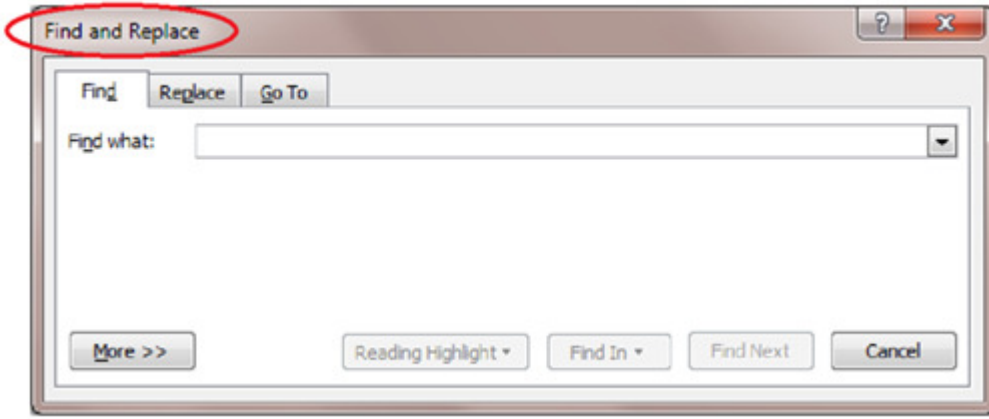 Find and Replace
Find Replace Go To
Find what:
More >> Reading Highlight Find In Find Next Cancel